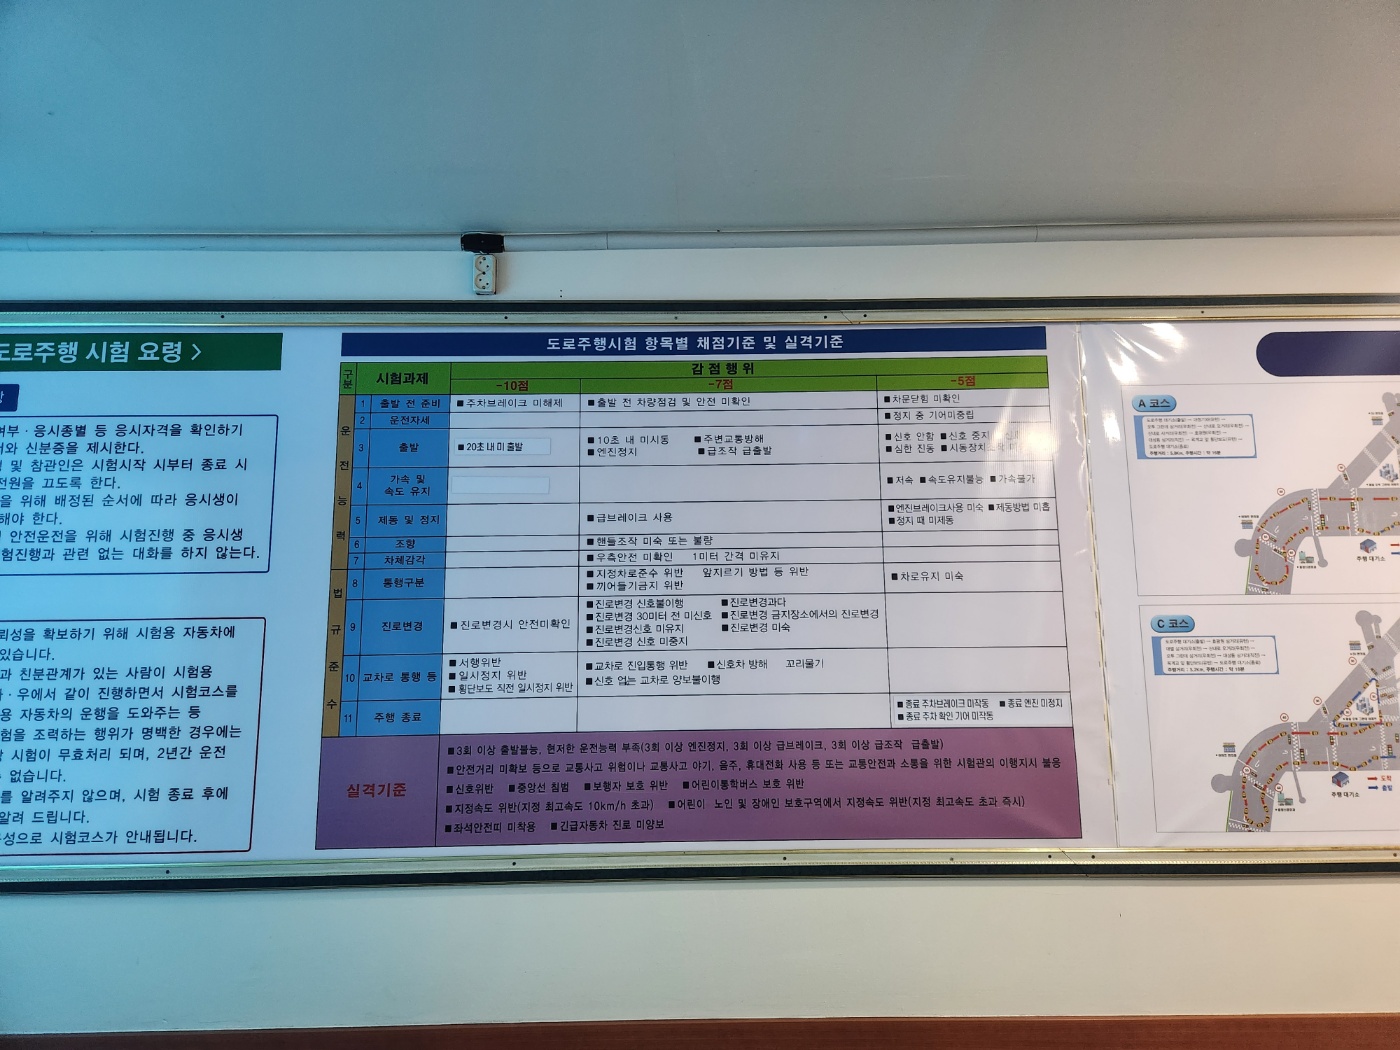 도로주행 시험 요령 >
여부 · 응시종별 등 응시자격을 확인하기
와 신분증을 제시한다.
및 참관인은 시험시작 시부터 종료 시
전원을 끄도록 한다.
을 위해 배정된 순서에 따라 응시생이
해야 한다.
안전운전을 위해 시험진행 중 응시생
험진행과 관련 없는 대화를 하지 않는다.
뢰성을 확보하기 위해 시험용 자동차에
있습니다.
과 친분관계가 있는 사람이 시험용
· 우에서 같이 진행하면서 시험코스를
용 자동차의 운행을 도와주는 등
험을 조력하는 행위가 명백한 경우에는
시험이 무효처리 되며, 2년간 운전
없습니다.
를 알려주지 않으며, 시험 종료 후에
알려 드립니다.
성으로 시험코스가 안내됩니다.
도로주행시험 항목별 채점기준 및 실격기준
구분 시험과제 감점행위
-10점 -7점 -5점
운전능력
1 출발 전 준비 ■주차브레이크 미해제 ■출발 전 차량점검 및 안전 미확인 ■차문닫힘 미확인
2 운전자세 ■정지 중 기어미중립
3 출발 ■20초 내 미 출발 ■10초 내 미시동 ■주변교통방해 ■신호 안함 ■신호 중지
■엔진정지 ■급조작 급출발 ■심한 진동 ■시동장치
4 가속 및 속도 유지 ■저속 ■속도유지불능 ■가속불가
5 제동 및 정지 ■급브레이크 사용 ■엔진브레이크사용 미숙 ■제동방법 미흡
■정지 때 미제동
6 조향 ■핸들조작 미숙 또는 불량
7 차체감각 ■우측안전 미확인 1미터 간격 미유지
법규준수
8 통행구분 ■지정차로준수 위반 앞지르기 방법 등 위반 ■차로유지 미숙
■끼어들기금지 위반
9 진로변경 ■진로변경시 안전미확인 ■진로변경 신호불이행 ■진로변경과다
■진로변경 30미터 전 미신호 ■진로변경 금지장소에서의 진로변경
■진로변경신호 미유지 ■진로변경 미숙
■진로변경 신호 미중지
10 교차로 통행 등 ■서행위반 ■교차로 진입통행 위반 ■신호차 방해 꼬리물기
■일시정지 위반 ■신호 없는 교차로 양보불이행
■횡단보도 직전 일시정지 위반
11 주행 종료 ■종료 주차브레이크 미작동 ■종료 엔진 미정지
■종료 주차 확인 기어 미작동
실격기준
■3회 이상 출발불능, 현저한 운전능력 부족(3회 이상 엔진정지, 3회 이상 급브레이크, 3회 이상 급조작 급출발)
■안전거리 미확보 등으로 교통사고 위험이나 교통사고 야기, 음주, 휴대전화 사용 등 또는 교통안전과 소통을 위한 시험관의 이행지시 불응
■신호위반 ■중앙선 침범 ■보행자 보호 위반 ■어린이통학버스 보호 위반
■지정속도 위반(지정 최고속도 10km/h 초과) ■어린이 노인 및 장애인 보호구역에서 지정속도 위반(지정 최고속도 초과 즉시)
■좌석안전띠 미착용 ■긴급자동차 진로 미양보
A 코스
주행 대기소
C 코스
주행 대기소
도착
출발